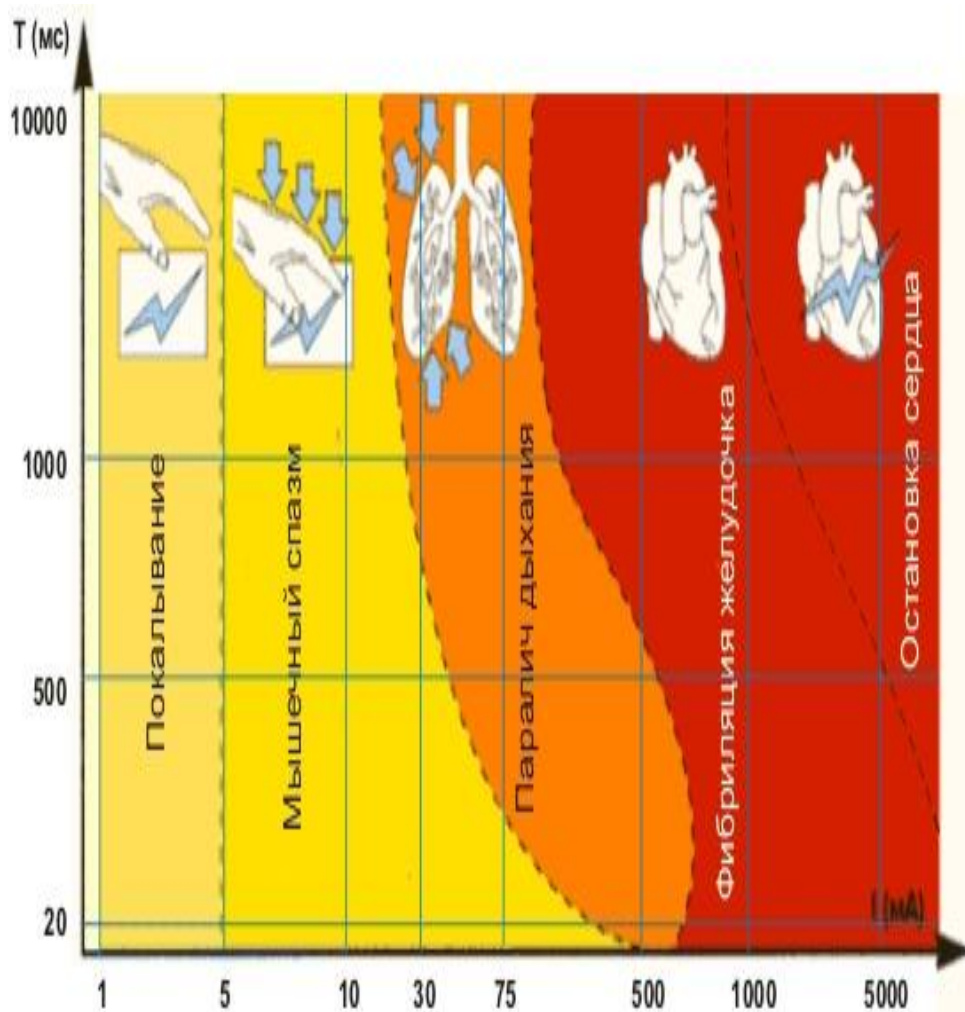 T (мс)
10000
1000
500
20
Покалывание
Мышечный спазм
Паралич дыхания
Фибриляция желудочка
Остановка сердца
I (мА)
1 5 10 30 75 500 1000 5000